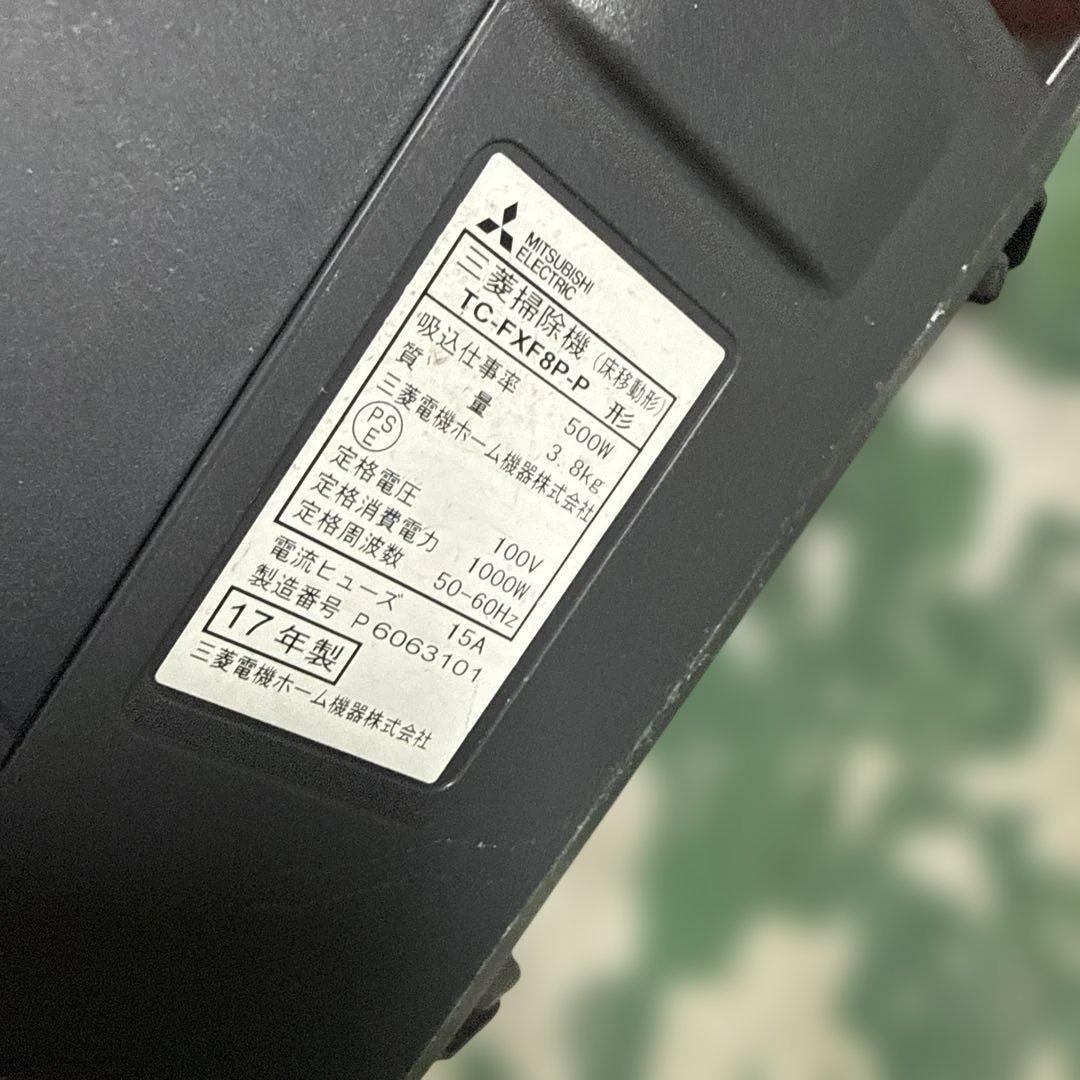 MITSUBISHI
ELECTRIC
三菱掃除機 (床移動形)
TC-FXF8P-P 形
吸込仕事率 500W
質 量 3.8kg
三菱電機ホーム機器株式会社
PS
E
定格電圧 100V
定格消費電力 1000W
定格周波数 50-60Hz
電流ヒューズ 15A
製造番号 P6063101
17年製
三菱電機ホーム機器株式会社